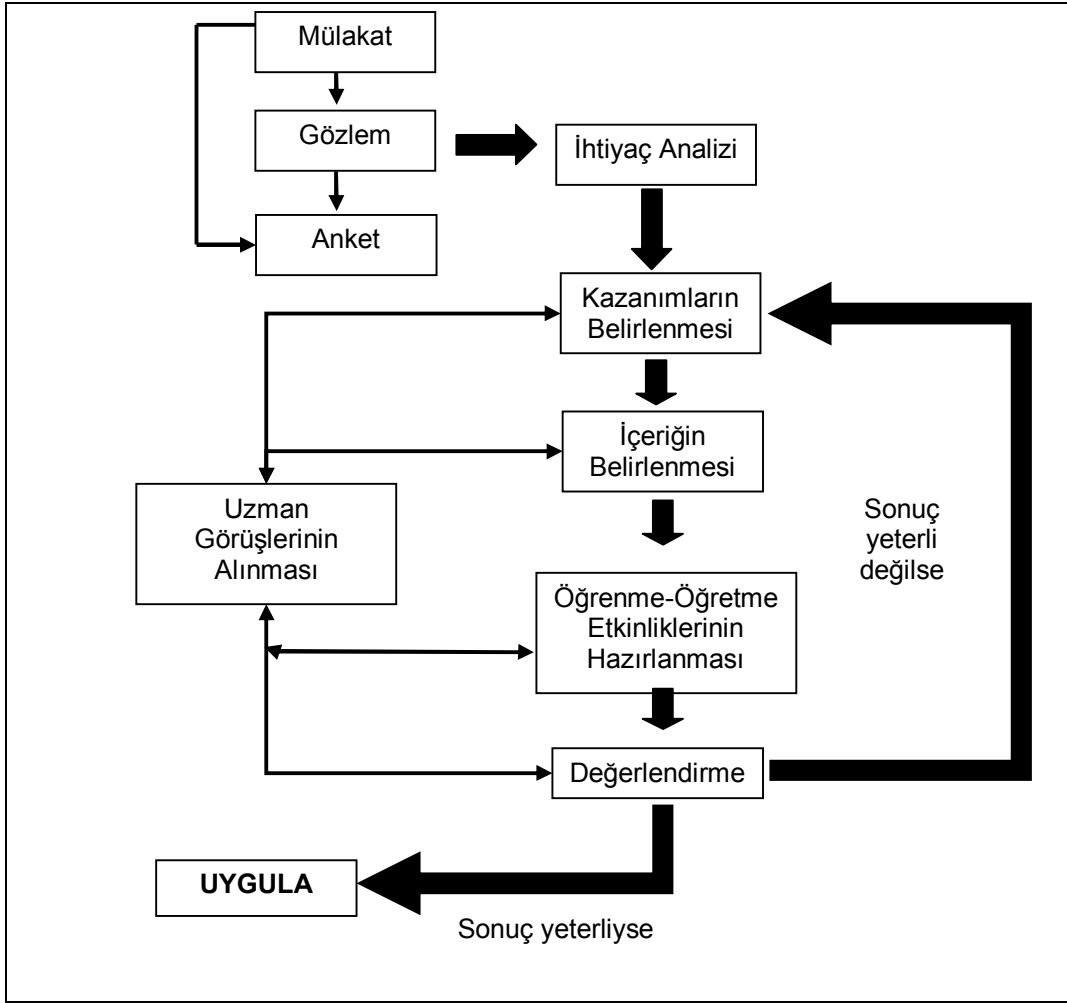 Mülakat
Gözlem
Anket
İhtiyaç Analizi
Kazanımların
Belirlenmesi
İçeriğin
Belirlenmesi
Uzman
Görüşlerinin
Alınması
Sonuç
yeterli
değilse
Öğrenme-Öğretme
Etkinliklerinin
Hazırlanması
Değerlendirme
UYGULA
Sonuç yeterliyse